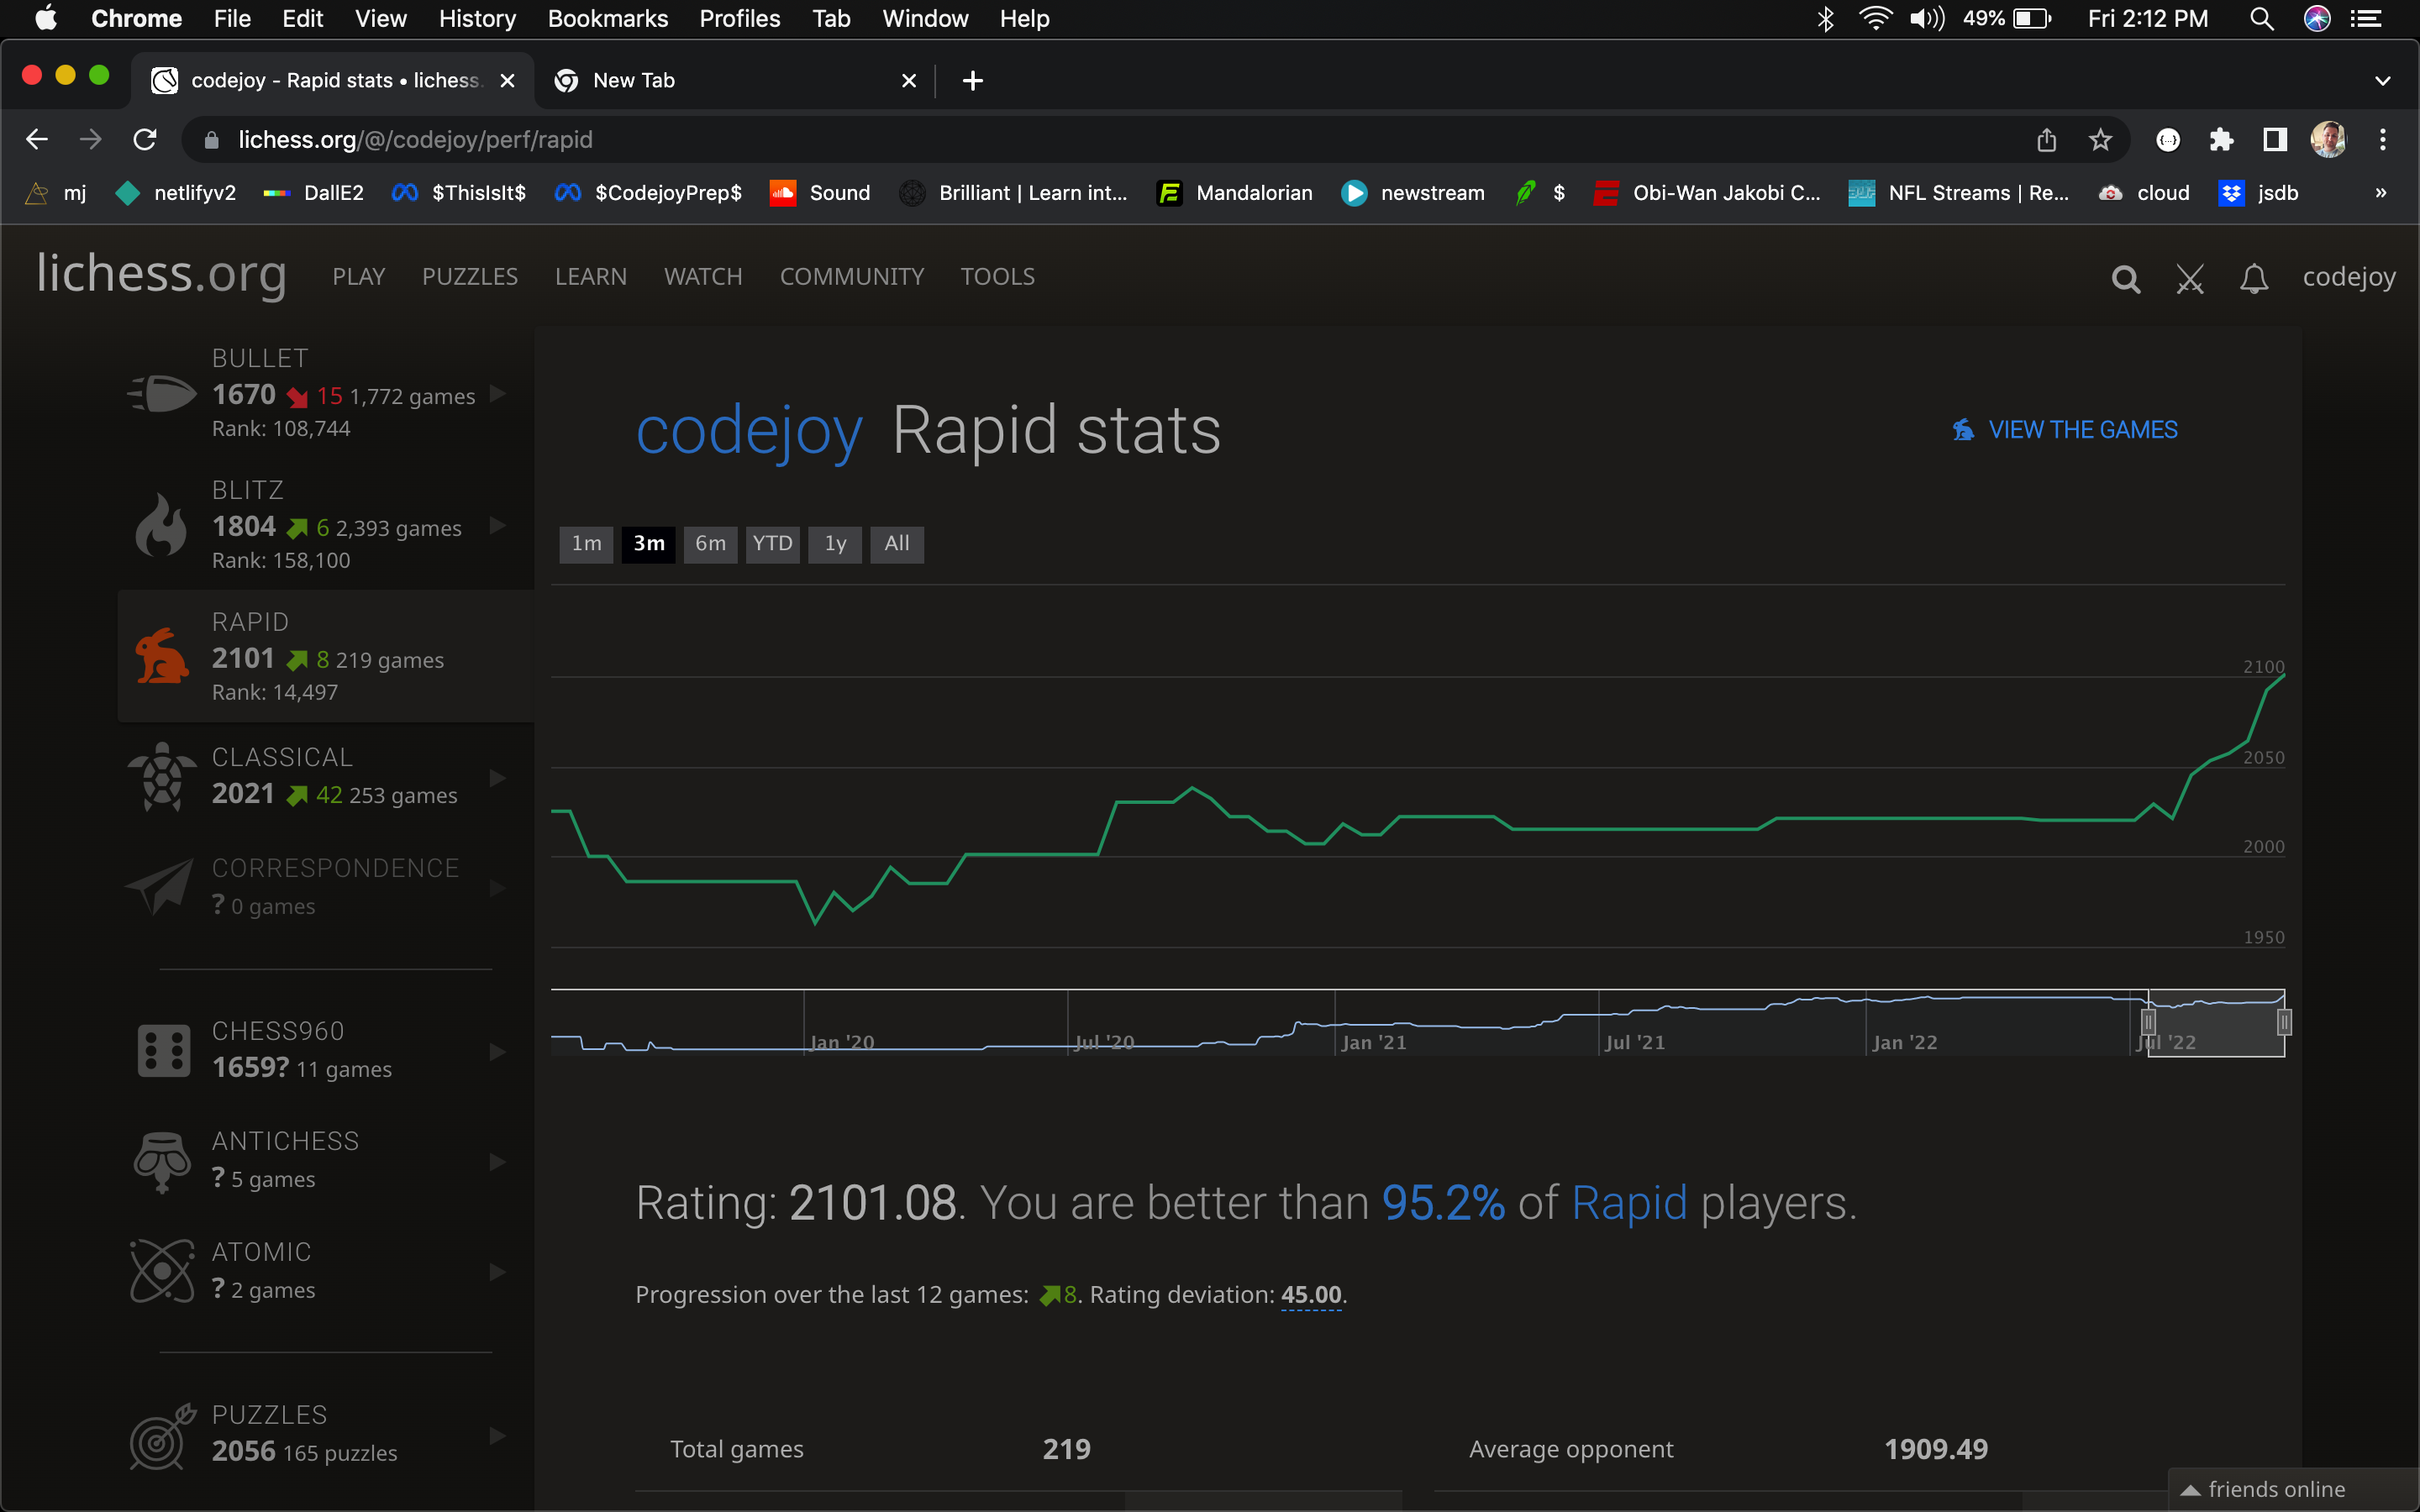 Chrome File Edit View History Bookmarks Profiles Tab Window Help 49% Fri 2:12 PM
codejoy - Rapid stats • lichess. New Tab
lichess.org/@/codejoy/perf/rapid
mj netlifyv2 DallE2 $ThisIsIt$ $CodejoyPrep$ Sound Brilliant | Learn int... Mandalorian newstream $ Obi-Wan Jakobi C... NFL Streams | Re... cloud jsdb »
lichess.org PLAY PUZZLES LEARN WATCH COMMUNITY TOOLS codejoy
BULLET
1670 15 1,772 games
Rank: 108,744
BLITZ
1804 6 2,393 games
Rank: 158,100
RAPID
2101 8 219 games
Rank: 14,497
CLASSICAL
2021 42 253 games
CORRESPONDENCE
? 0 games
CHESS960
1659? 11 games
ANTICHESS
? 5 games
ATOMIC
? 2 games
PUZZLES
2056 165 puzzles
codejoy Rapid stats
VIEW THE GAMES
1m 3m 6m YTD 1y All
2100
2050
2000
1950
Jan '20 Jul '20 Jan '21 Jul '21 Jan '22 Jul '22
Rating: 2101.08. You are better than 95.2% of Rapid players.
Progression over the last 12 games: 8. Rating deviation: 45.00.
Total games 219 Average opponent 1909.49
friends online